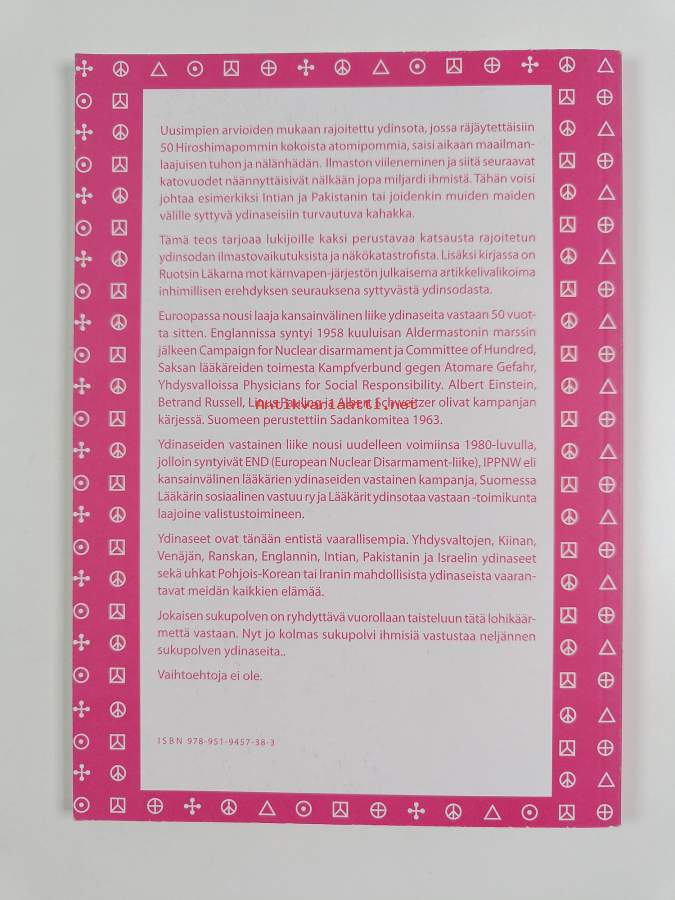 Uusimpien arvioiden mukaan rajoitettu ydinsota, jossa räjäytettäisiin
50 Hiroshimapommin kokoista atomipommia, saisi aikaan maailman-
laajuisen tuhon ja nälänhädän. Ilmaston viileneminen ja siitä seuraavat
katovuodet näännyttäisivät nälkään jopa miljardi ihmistä. Tähän voisi
johtaa esimerkiksi Intian ja Pakistanin tai joidenkin muiden maiden
välille syttyvä ydinaseisiin turvautuva kahakka.
Tämä teos tarjoaa lukijoille kaksi perustavaa katsausta rajoitetun
ydinsodan ilmastovaikutuksista ja näkökatastrofista. Lisäksi kirjassa on
Ruotsin Läkarna mot kärnvapen-järjestön julkaisema artikkelivalikoima
inhimillisen erehdyksen seurauksena syttyvästä ydinsodasta.
Euroopassa nousi laaja kansainvälinen liike ydinaseita vastaan 50 vuot-
ta sitten. Englannissa syntyi 1958 kuuluisan Aldermastonin marssin
jälkeen Campaign for Nuclear disarmament ja Committee of Hundred,
Saksan lääkäreiden toimesta Kampfverbund gegen Atomare Gefahr,
Yhdysvalloissa Physicians for Social Responsibility. Albert Einstein,
Betrand Russell, Linus Pauling ja Albert Schweitzer olivat kampanjan
Antikvariaatti.net
kärjessä. Suomeen perustettiin Sadankomitea 1963.
Ydinaseiden vastainen liike nousi uudelleen voimiinsa 1980-luvulla,
jolloin syntyivät END (European Nuclear Disarmament-liike), IPPNW eli
kansainvälinen lääkärien ydinaseiden vastainen kampanja, Suomessa
Lääkärin sosiaalinen vastuu ry ja Lääkärit ydinsotaa vastaan -toimikunta
laajoine valistustoimineen.
Ydinaseet ovat tänään entistä vaarallisempia. Yhdysvaltojen, Kiinan,
Venäjän, Ranskan, Englannin, Intian, Pakistanin ja Israelin ydinaseet
sekä uhkat Pohjois-Korean tai Iranin mahdollisista ydinaseista vaaran-
tavat meidän kaikkien elämää.
Jokaisen sukupolven on ryhdyttävä vuorollaan taisteluun tätä lohikäär-
mettä vastaan. Nyt jo kolmas sukupolvi ihmisiä vastustaa neljännen
sukupolven ydinaseita..
Vaihtoehtoja ei ole.
ISBN 978-951-9457-38-3